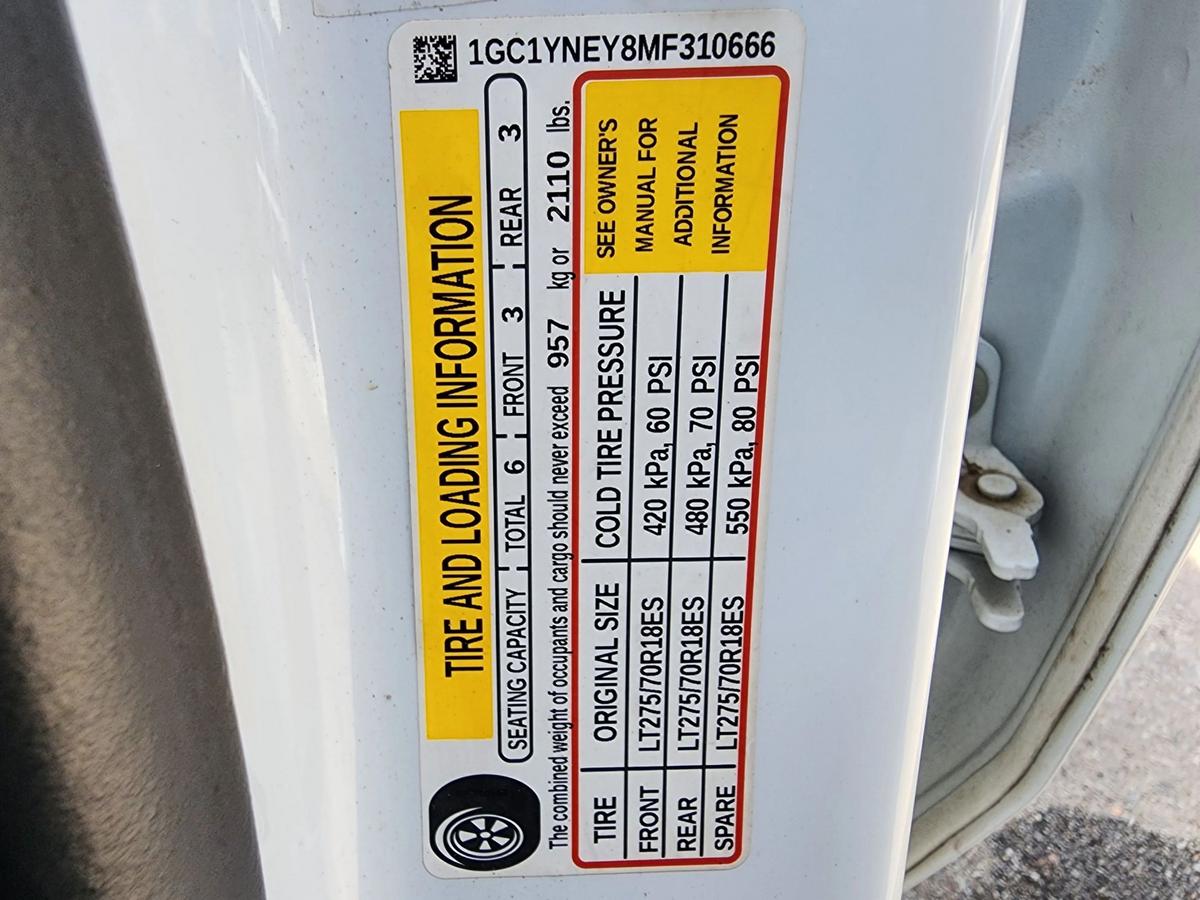 1GC1YNEY8MF310666
TIRE AND LOADING INFORMATION
SEATING CAPACITY TOTAL 6 FRONT 3 REAR 3
The combined weight of occupants and cargo should never exceed 957 kg or 2110 lbs.
TIRE ORIGINAL SIZE COLD TIRE PRESSURE
FRONT LT275/70R18ES 420 kPa, 60 PSI
REAR LT275/70R18ES 480 kPa, 70 PSI
SPARE LT275/70R18ES 550 kPa, 80 PSI
SEE OWNER'S
MANUAL FOR
ADDITIONAL
INFORMATION